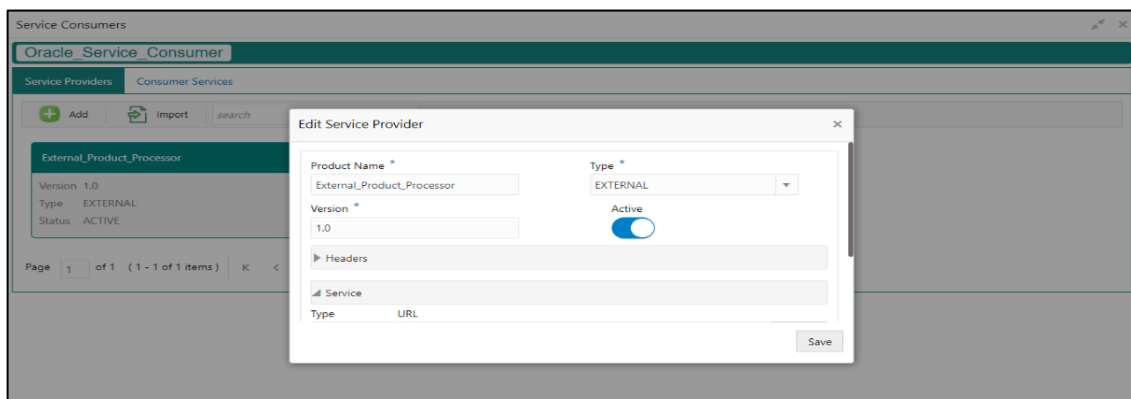 Service Consumers
Oracle_Service_Consumer
Service Providers Consumer Services
Add Import search
External_Product_Processor
Version 1.0
Type EXTERNAL
Status ACTIVE
Page 1 of 1 (1 - 1 of 1 items)
Edit Service Provider
Product Name * Type *
External_Product_Processor EXTERNAL
Version * Active
1.0
Headers
Service
Type URL
Save